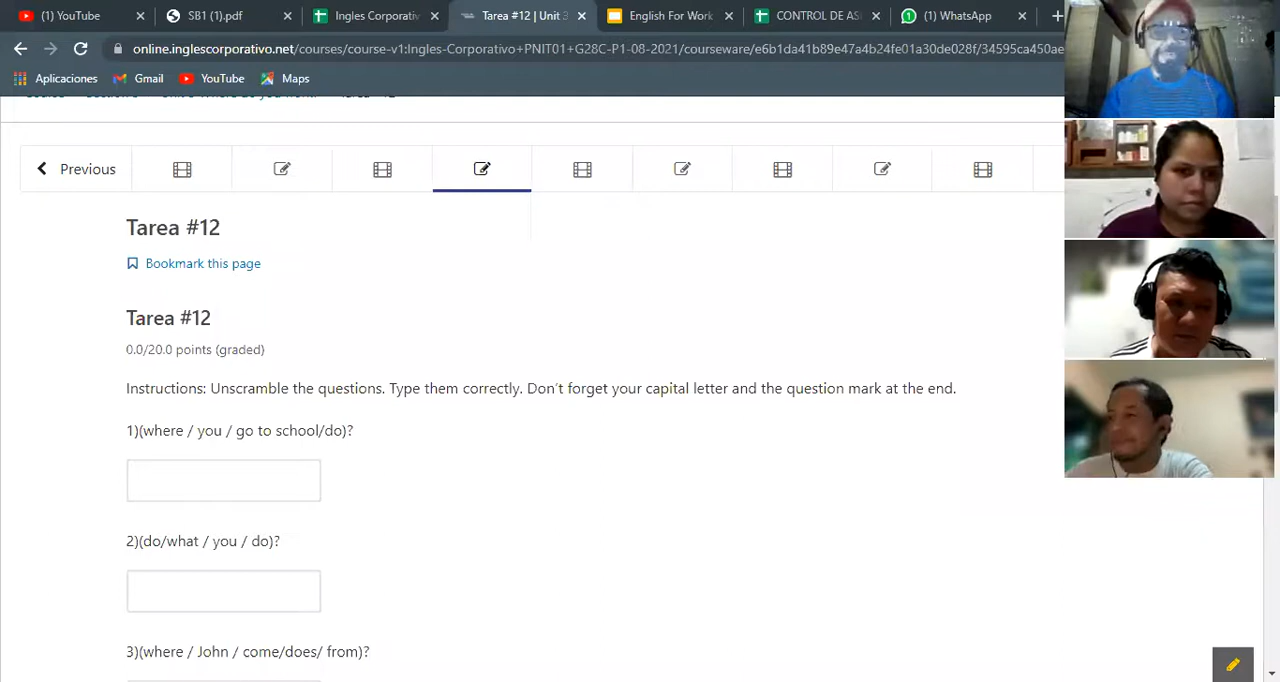 (1) YouTube
SB1 (1).pdf
Ingles Corporativ
Tarea #12 | Unit 3
English For Work
CONTROL DE AS
(1) WhatsApp
online.inglescorporativo.net/courses/course-v1:Ingles-Corporativo+PNIT01+G28C-P1-08-2021/courseware/e6b1da41b89e47a4b24fe01a30de028f/34595ca450ae
Aplicaciones
Gmail
YouTube
Maps
Previous
Tarea #12
Bookmark this page
Tarea #12
0.0/20.0 points (graded)
Instructions: Unscramble the questions. Type them correctly. Don't forget your capital letter and the question mark at the end.
1)(where / you / go to school/do)?
2)(do/what / you / do)?
3)(where / John / come/does/ from)?